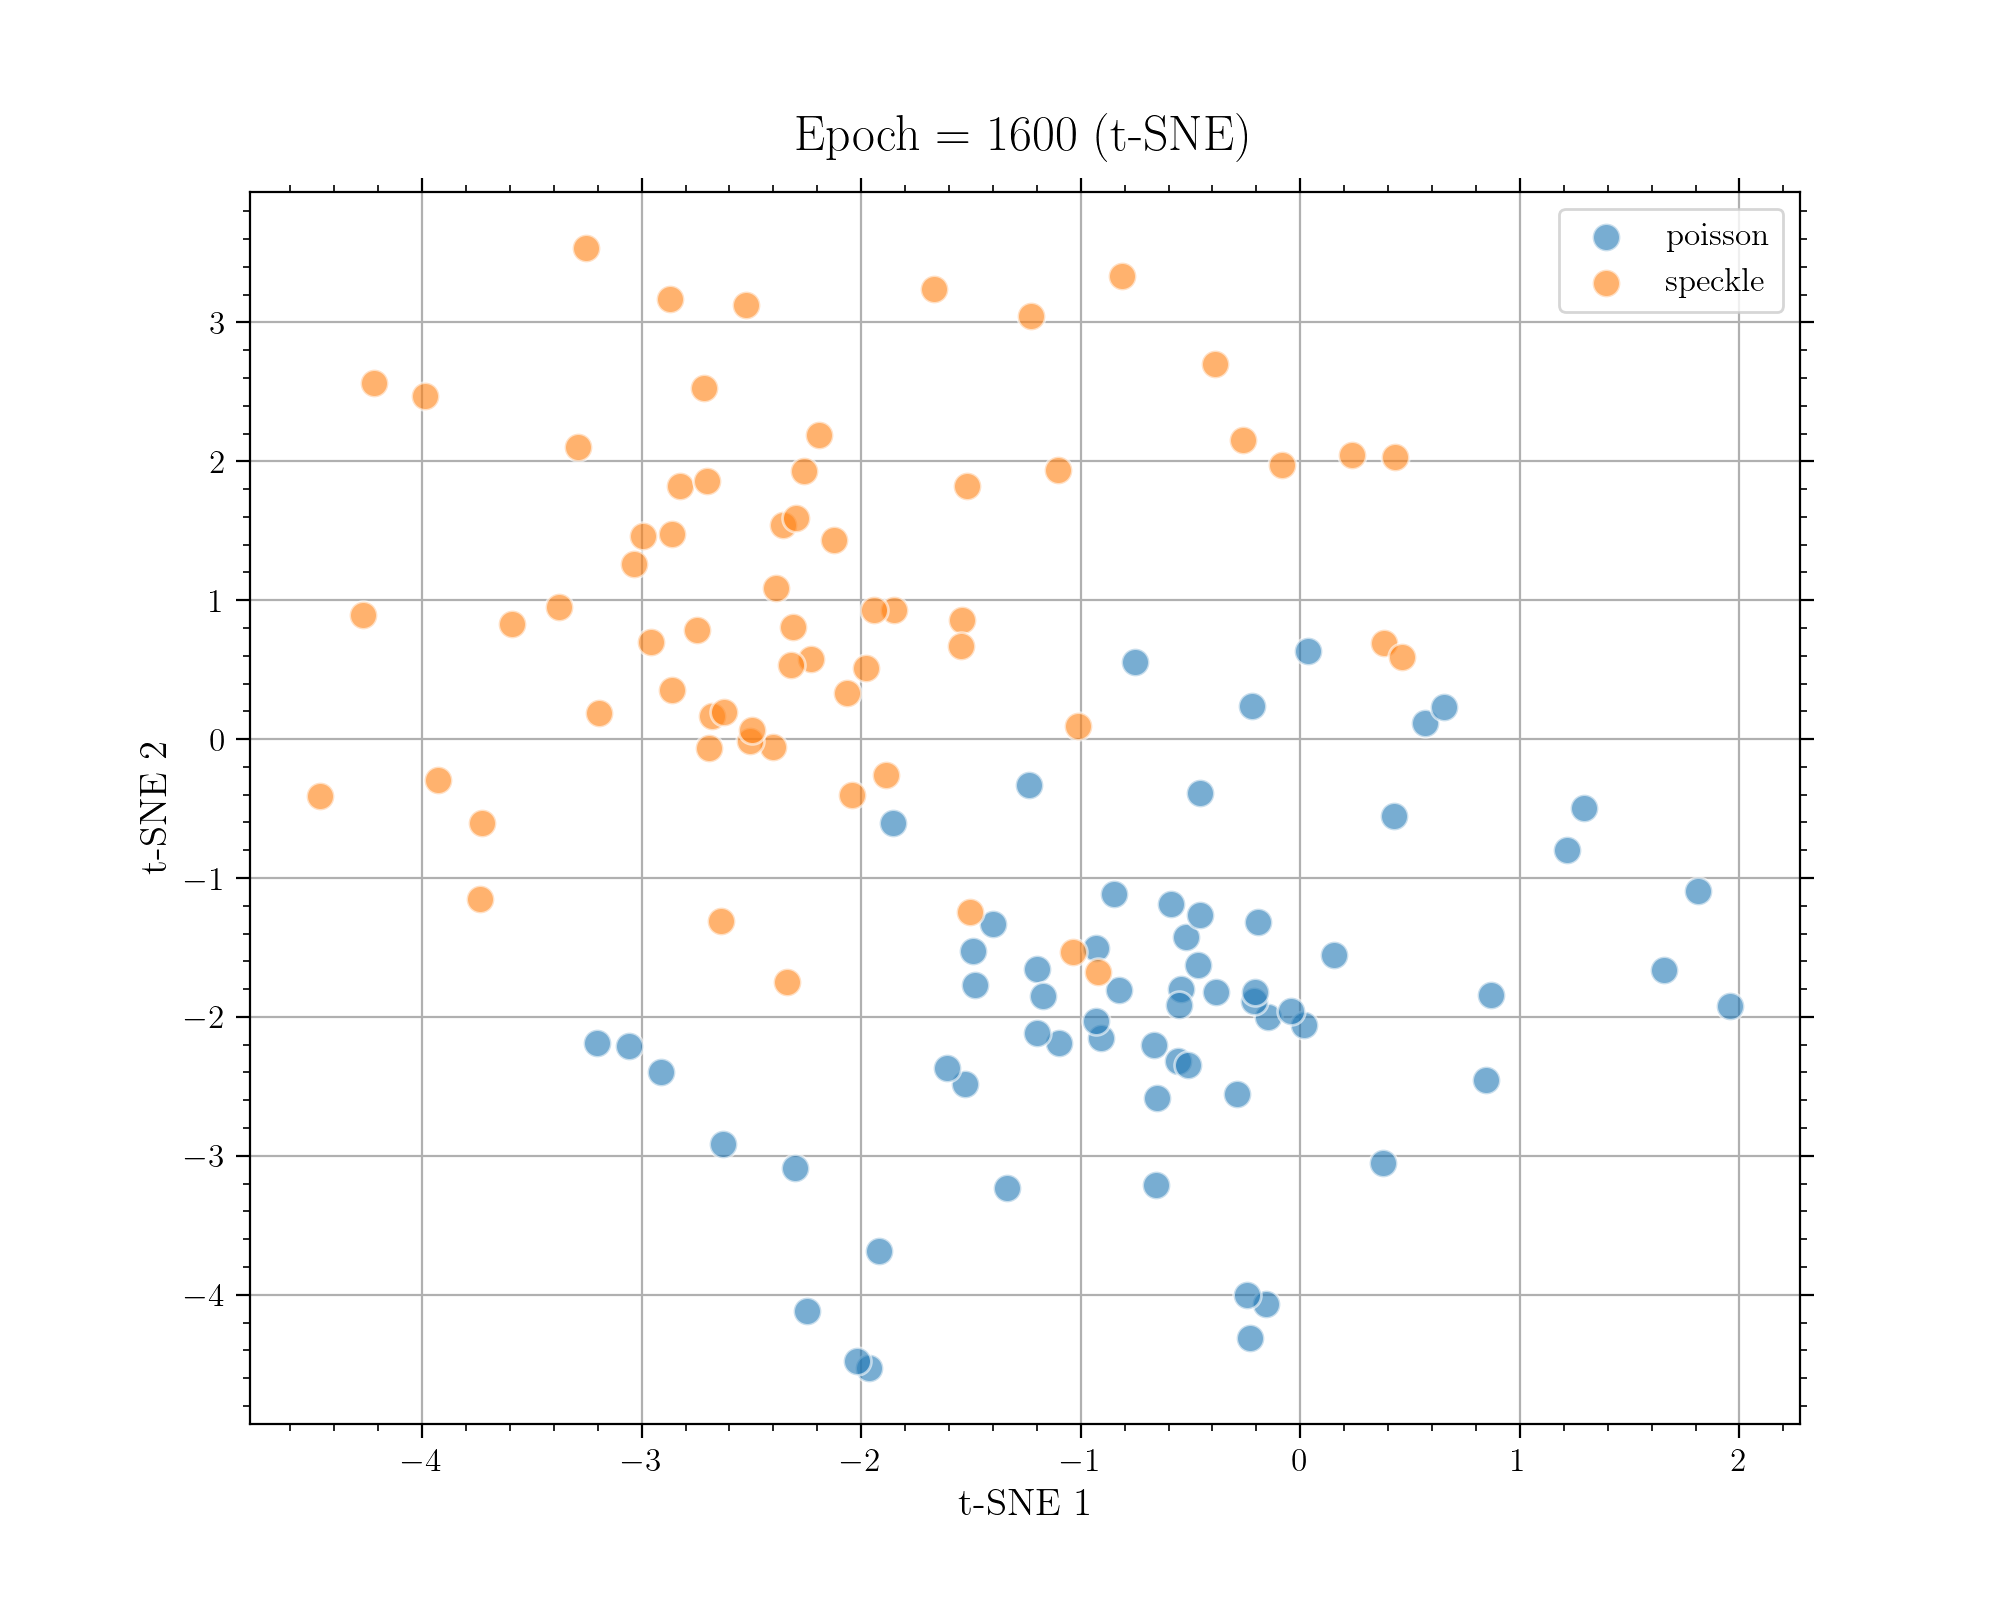 Epoch = 1600 (t-SNE)
poisson
speckle
3
2
1
0
−1
−2
−3
−4
t-SNE 2
−4 −3 −2 −1 0 1 2
t-SNE 1